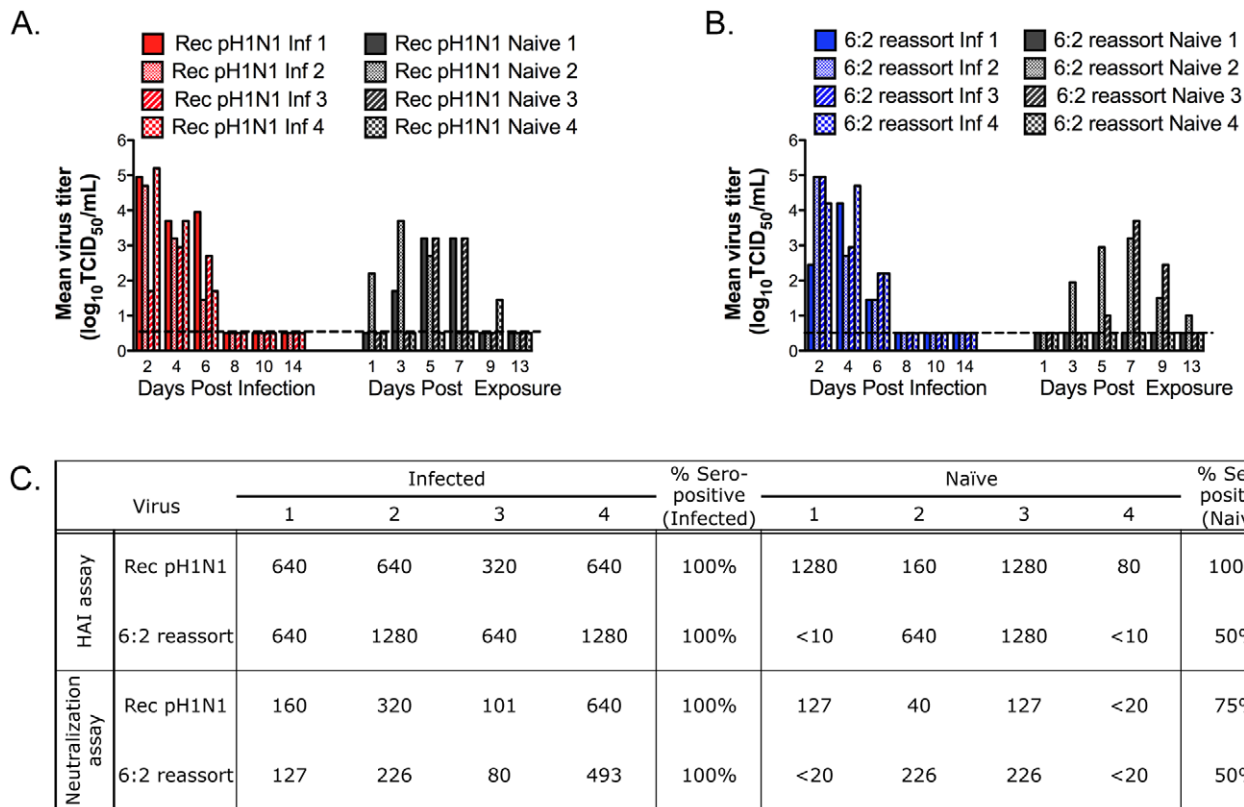 A.
Rec pH1N1 Inf 1 Rec pH1N1 Naive 1
Rec pH1N1 Inf 2 Rec pH1N1 Naive 2
Rec pH1N1 Inf 3 Rec pH1N1 Naive 3
Rec pH1N1 Inf 4 Rec pH1N1 Naive 4
Mean virus titer
(log10TCID50/mL)
6
5
4
3
2
1
0
2 4 6 8 10 14 1 3 5 7 9 13
Days Post Infection Days Post Exposure
B.
6:2 reassort Inf 1 6:2 reassort Naive 1
6:2 reassort Inf 2 6:2 reassort Naive 2
6:2 reassort Inf 3 6:2 reassort Naive 3
6:2 reassort Inf 4 6:2 reassort Naive 4
Mean virus titer
(log10TCID50/mL)
6
5
4
3
2
1
0
2 4 6 8 10 14 1 3 5 7 9 13
Days Post Infection Days Post Exposure
C.
Virus Infected % Sero-
positive
(Infected) Naïve % Se
posit
(Naiv
1 2 3 4 1 2 3 4
HAI assay
Rec pH1N1 640 640 320 640 100% 1280 160 1280 80 100
6:2 reassort 640 1280 640 1280 100% <10 640 1280 <10 50%
Neutralization
assay
Rec pH1N1 160 320 101 640 100% 127 40 127 <20 75%
6:2 reassort 127 226 80 493 100% <20 226 226 <20 50%